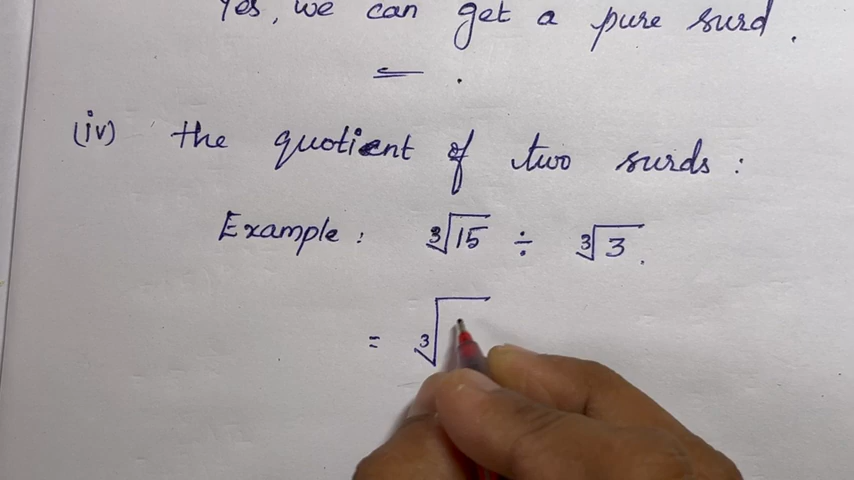 Yes, we can get a pure surd.
(iv) the quotient of two surds :
Example : ∛15 ÷ ∛3.
= ∛